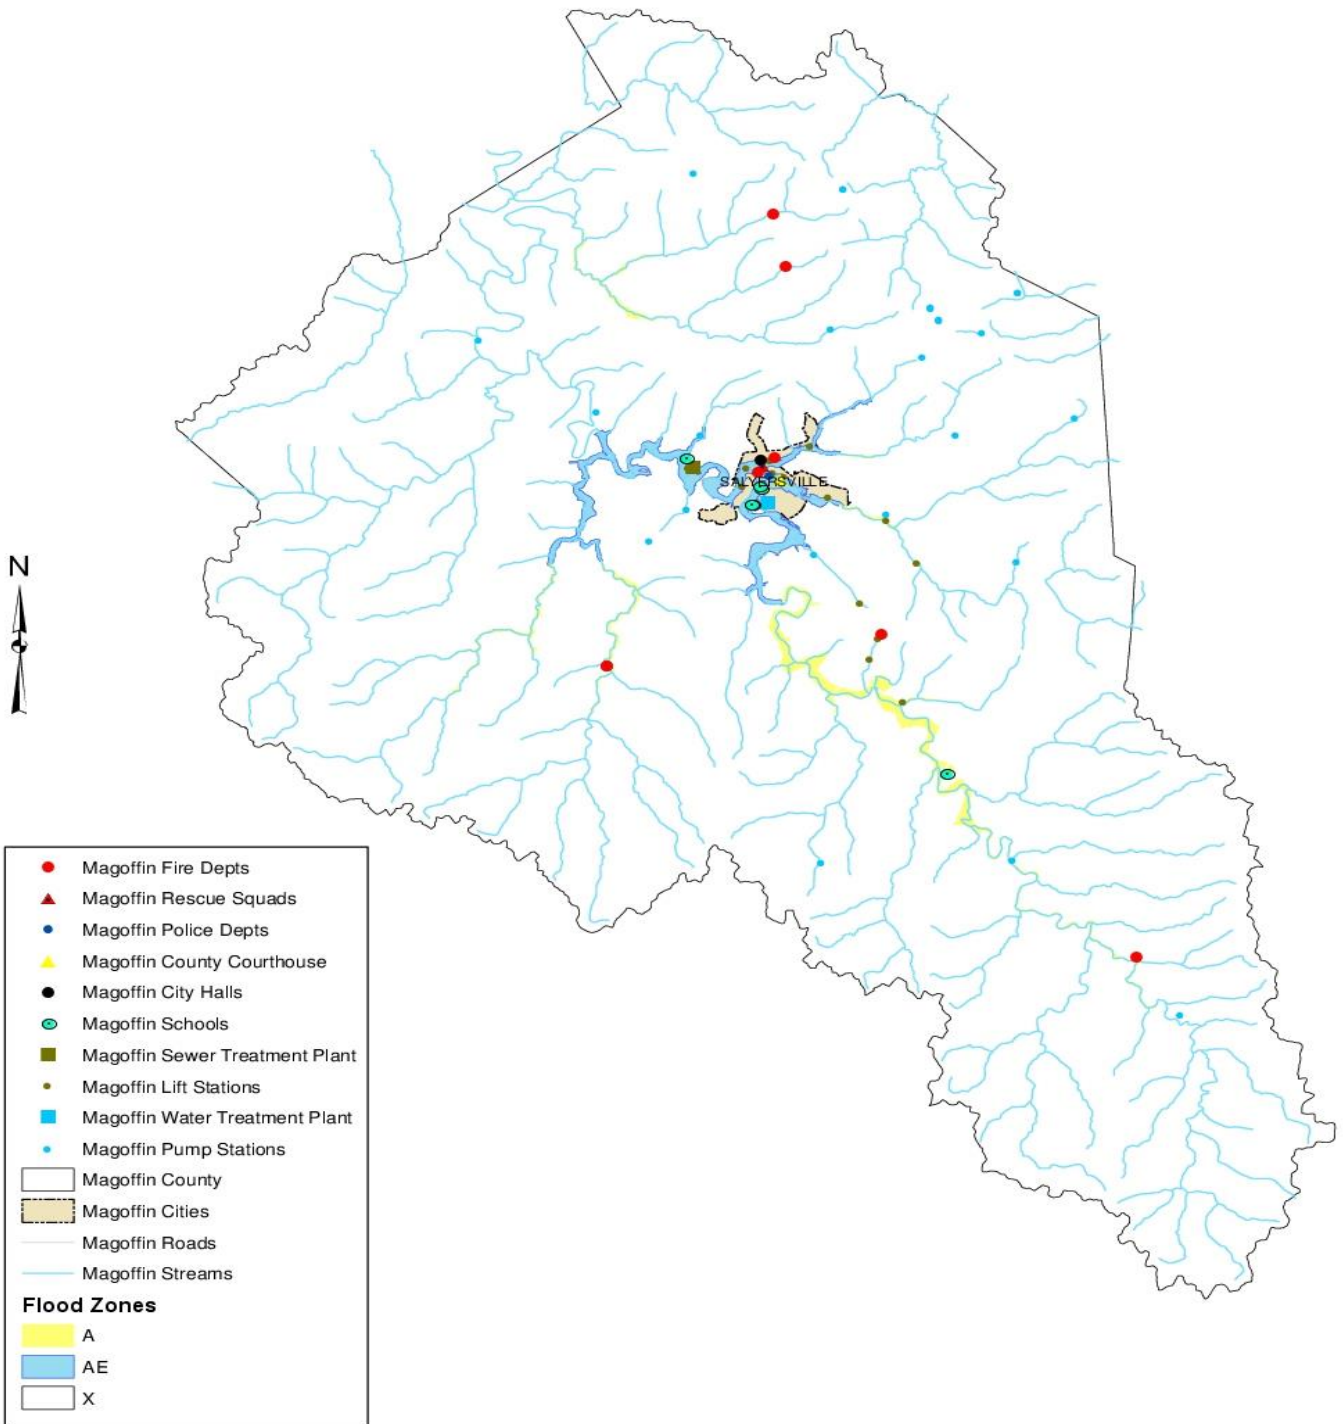 SALYERSVILLE
N
Magoffin Fire Depts
Magoffin Rescue Squads
Magoffin Police Depts
Magoffin County Courthouse
Magoffin City Halls
Magoffin Schools
Magoffin Sewer Treatment Plant
Magoffin Lift Stations
Magoffin Water Treatment Plant
Magoffin Pump Stations
Magoffin County
Magoffin Cities
Magoffin Roads
Magoffin Streams
Flood Zones
A
AE
X